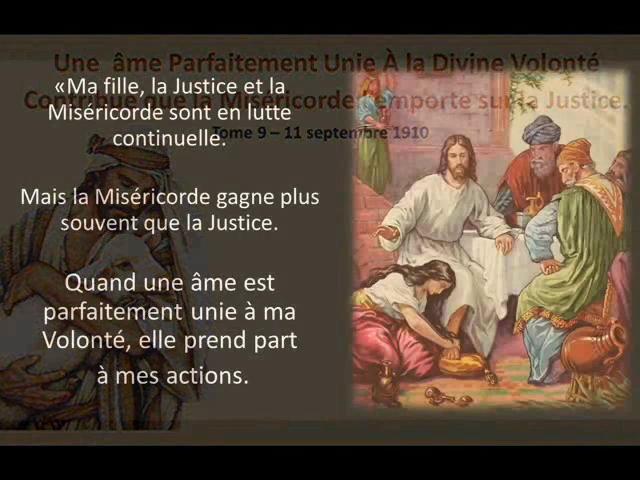 Une âme Parfaitement Unie À la Divine Volonté
Contribue que la Miséricorde l'emporte sur la Justice.
Tome 9 – 11 septembre 1910
«Ma fille, la Justice et la
Miséricorde sont en lutte
continuelle.
Mais la Miséricorde gagne plus
souvent que la Justice.
Quand une âme est
parfaitement unie à ma
Volonté, elle prend part
à mes actions.